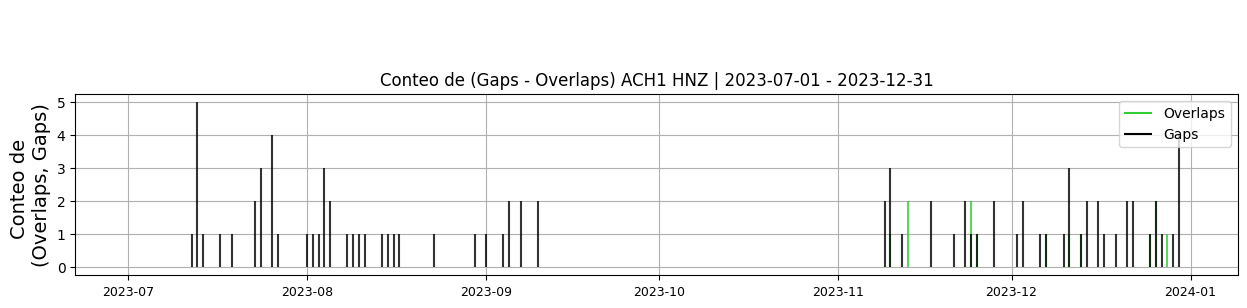 Conteo de (Gaps - Overlaps) ACH1 HNZ | 2023-07-01 - 2023-12-31
Conteo de
(Overlaps, Gaps)
5
4
3
2
1
0
Overlaps
Gaps
2023-07
2023-08
2023-09
2023-10
2023-11
2023-12
2024-01